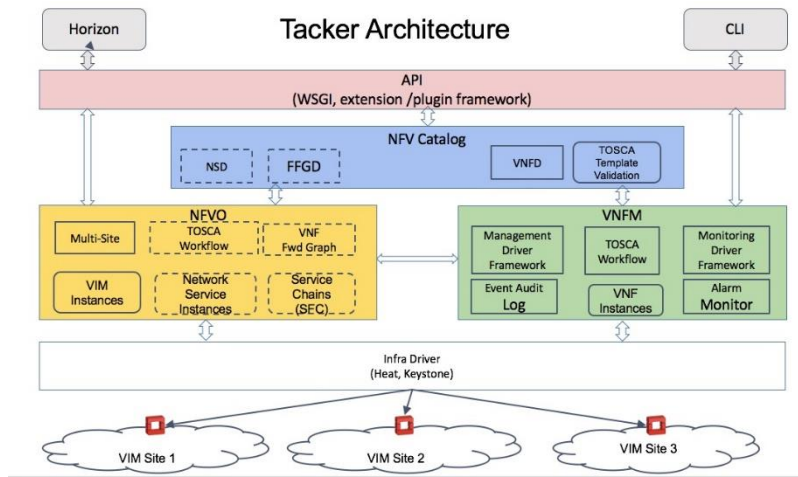 Tacker Architecture
Horizon
CLI
API
(WSGI, extension /plugin framework)
NFV Catalog
NSD
FFGD
VNFD
TOSCA
Template
Validation
NFVO
Multi-Site
TOSCA
Workflow
VNF
Fwd Graph
VIM
Instances
Network
Service
Instances
Service
Chains
(SFC)
VNFM
Management
Driver
Framework
TOSCA
Workflow
Monitoring
Driver
Framework
Event Audit
Log
VNF
Instances
Alarm
Monitor
Infra Driver
(Heat, Keystone)
VIM Site 1
VIM Site 2
VIM Site 3